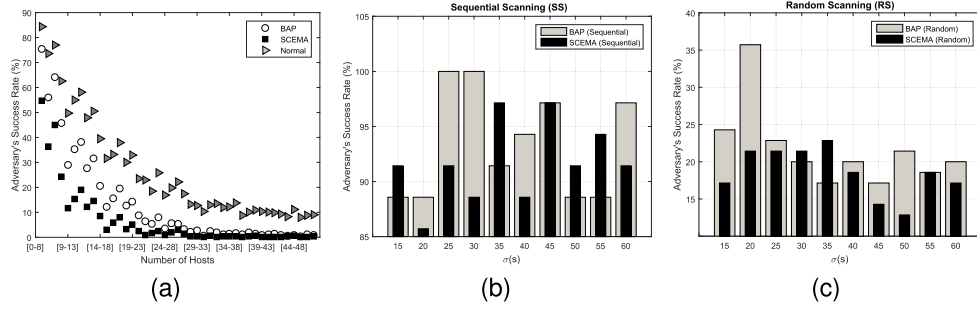 90
80
70
60
50
40
30
20
10
0
Adversary's Success Rate (%)
BAP
SCEMA
Normal
[0-8] [9-13] [14-18] [19-23] [24-28] [29-33] [34-38] [39-43] [44-48]
Number of Hosts
(a)
Sequential Scanning (SS)
105
100
95
90
85
Adversary's Success Rate (%)
BAP (Sequential)
SCEMA (Sequential)
15 20 25 30 35 40 45 50 55 60
σ(s)
(b)
Random Scanning (RS)
40
35
30
25
20
15
Adversary's Success Rate (%)
BAP (Random)
SCEMA (Random)
15 20 25 30 35 40 45 50 55 60
σ(s)
(c)